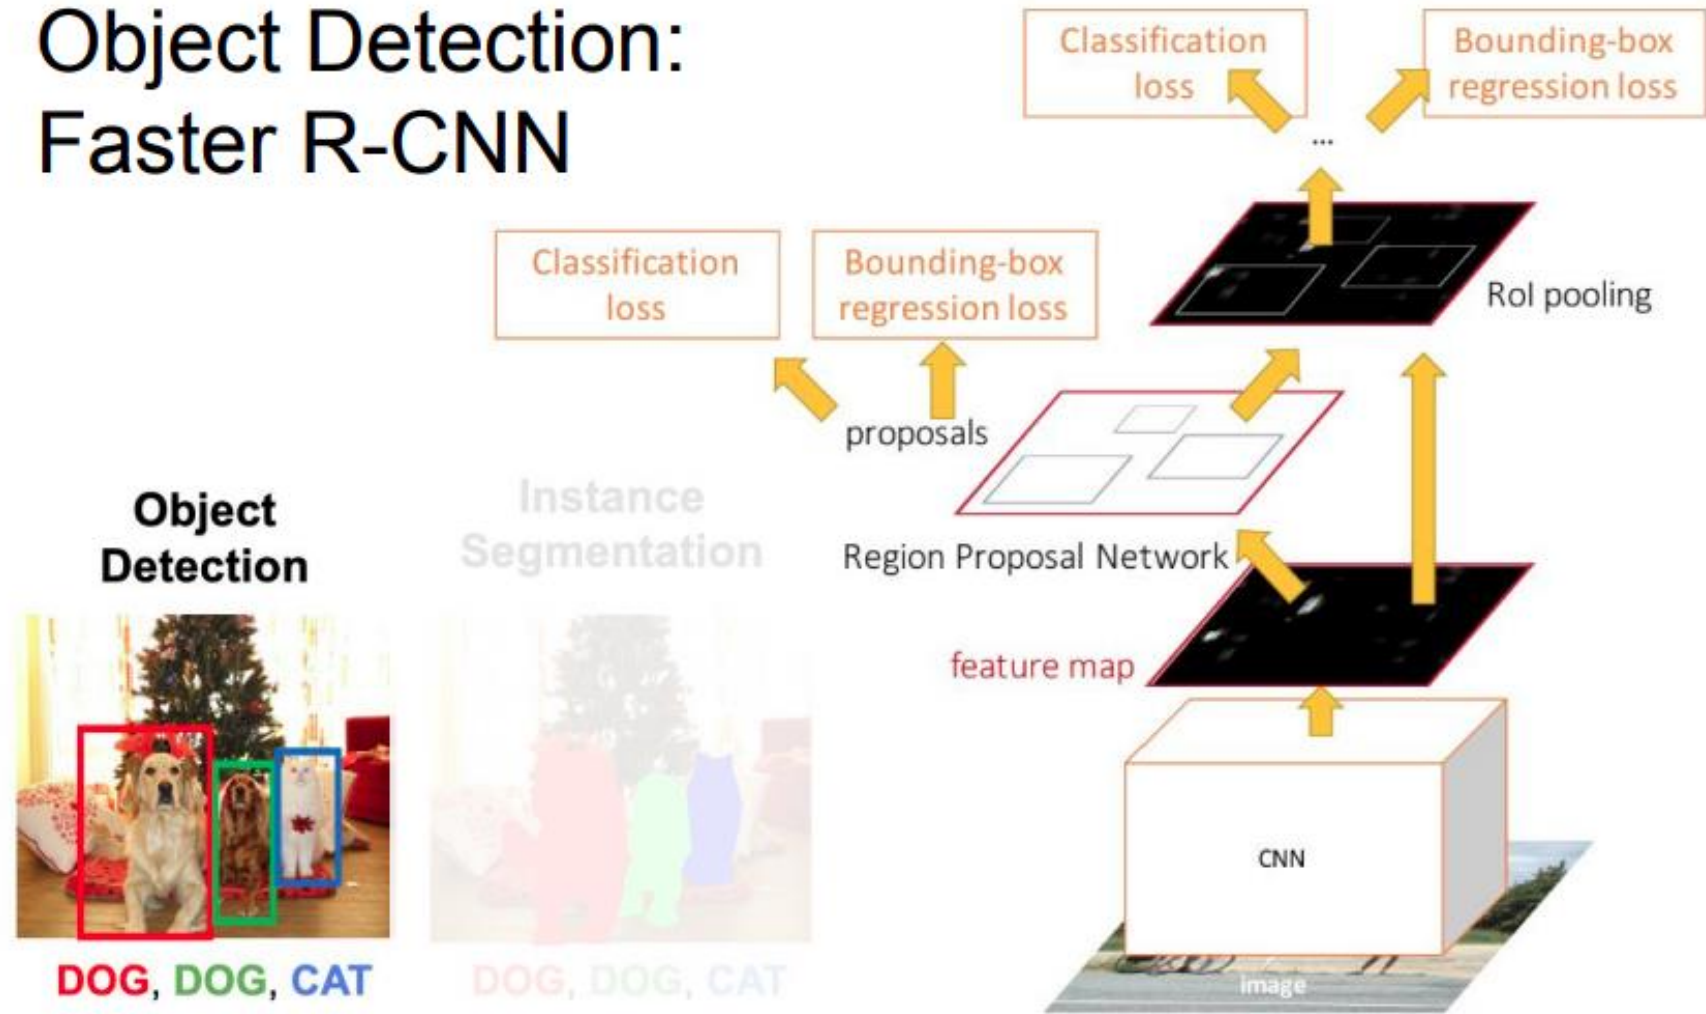 Object Detection:
Faster R-CNN
Classification
loss
Bounding-box
regression loss
...
Classification
loss
Bounding-box
regression loss
RoI pooling
proposals
Region Proposal Network
feature map
CNN
image
Object
Detection
DOG, DOG, CAT
Instance
Segmentation
DOG, DOG, CAT